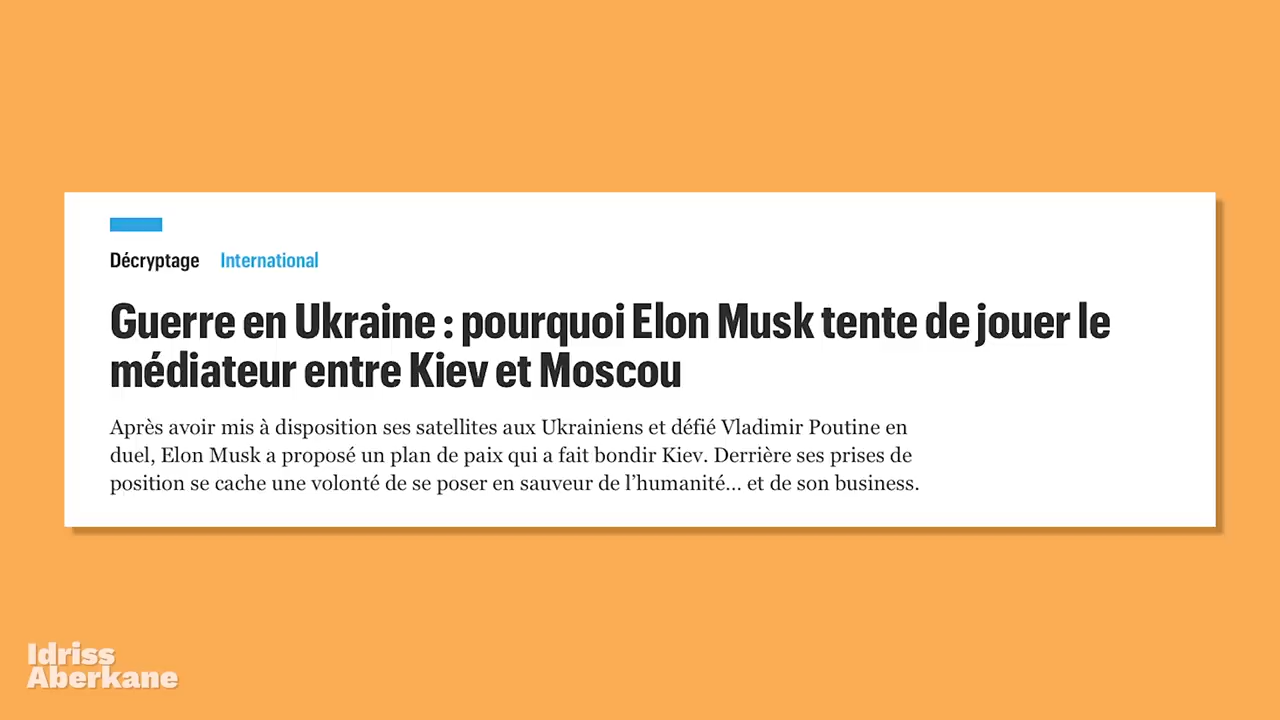 Décryptage International
Guerre en Ukraine : pourquoi Elon Musk tente de jouer le
médiateur entre Kiev et Moscou
Après avoir mis à disposition ses satellites aux Ukrainiens et défié Vladimir Poutine en
duel, Elon Musk a proposé un plan de paix qui a fait bondir Kiev. Derrière ses prises de
position se cache une volonté de se poser en sauveur de l’humanité... et de son business.
Idriss
Aberkane